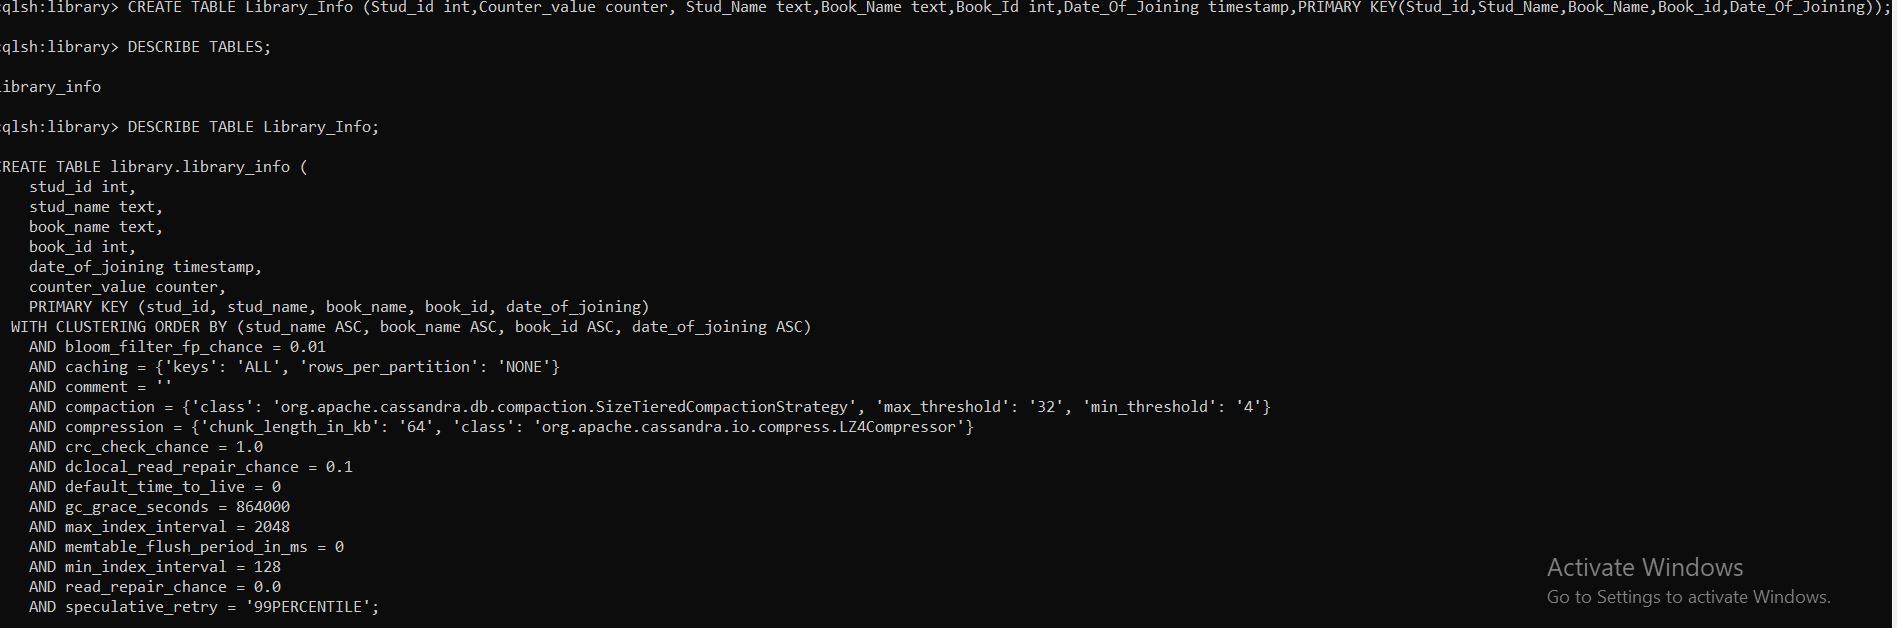 cqlsh:library> CREATE TABLE Library_Info (Stud_id int,Counter_value counter, Stud_Name text,Book_Name text,Book_Id int,Date_Of_Joining timestamp,PRIMARY KEY(Stud_id,Stud_Name,Book_Name,Book_id,Date_Of_Joining));
cqlsh:library> DESCRIBE TABLES;
library_info
cqlsh:library> DESCRIBE TABLE Library_Info;
CREATE TABLE library.library_info (
    stud_id int,
    stud_name text,
    book_name text,
    book_id int,
    date_of_joining timestamp,
    counter_value counter,
    PRIMARY KEY (stud_id, stud_name, book_name, book_id, date_of_joining)
 WITH CLUSTERING ORDER BY (stud_name ASC, book_name ASC, book_id ASC, date_of_joining ASC)
    AND bloom_filter_fp_chance = 0.01
    AND caching = {'keys': 'ALL', 'rows_per_partition': 'NONE'}
    AND comment = ''
    AND compaction = {'class': 'org.apache.cassandra.db.compaction.SizeTieredCompactionStrategy', 'max_threshold': '32', 'min_threshold': '4'}
    AND compression = {'chunk_length_in_kb': '64', 'class': 'org.apache.cassandra.io.compress.LZ4Compressor'}
    AND crc_check_chance = 1.0
    AND dclocal_read_repair_chance = 0.1
    AND default_time_to_live = 0
    AND gc_grace_seconds = 864000
    AND max_index_interval = 2048
    AND memtable_flush_period_in_ms = 0
    AND min_index_interval = 128
    AND read_repair_chance = 0.0
    AND speculative_retry = '99PERCENTILE';
Activate Windows
Go to Settings to activate Windows.